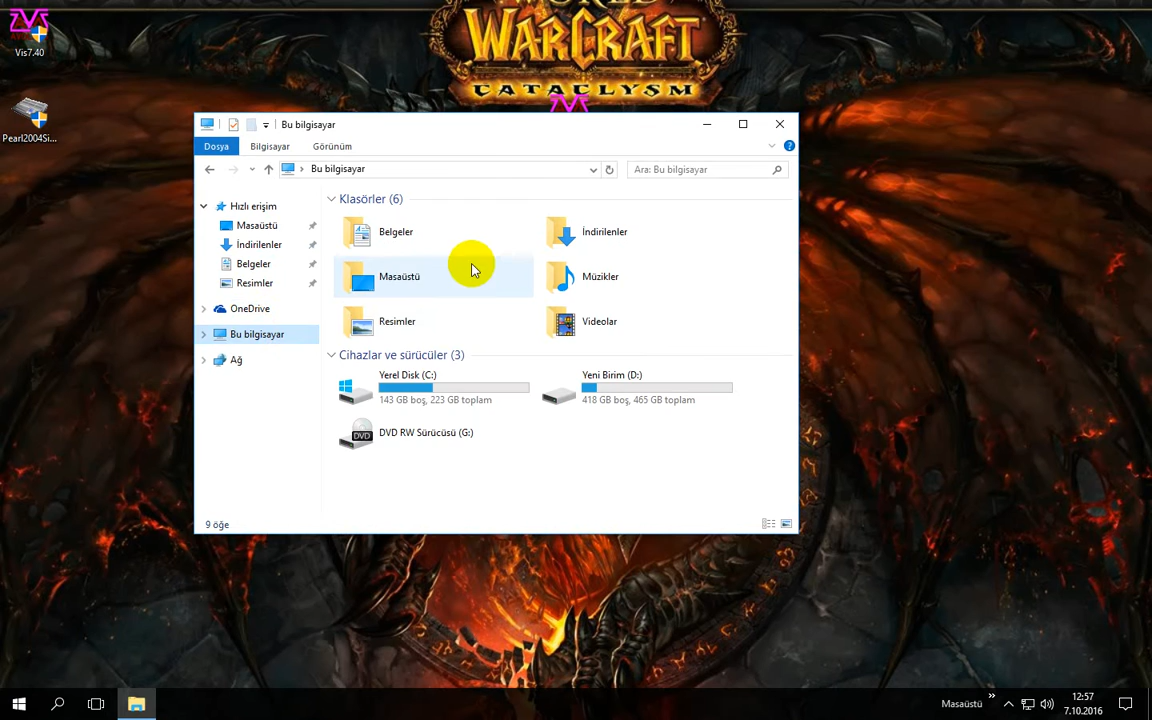 WORLD
WARCRAFT
CATACLYSM
Vis7.40
Pearl2004Si...
Bu bilgisayar
Dosya
Bilgisayar
Görünüm
Bu bilgisayar
Ara: Bu bilgisayar
Hızlı erişim
Masaüstü
İndirilenler
Belgeler
Resimler
OneDrive
Bu bilgisayar
Ağ
Klasörler (6)
Belgeler
İndirilenler
Masaüstü
Müzikler
Resimler
Videolar
Cihazlar ve sürücüler (3)
Yerel Disk (C:)
143 GB boş, 223 GB toplam
Yeni Birim (D:)
418 GB boş, 465 GB toplam
DVD
DVD RW Sürücüsü (G:)
9 öğe
Masaüstü
12:57
7.10.2016